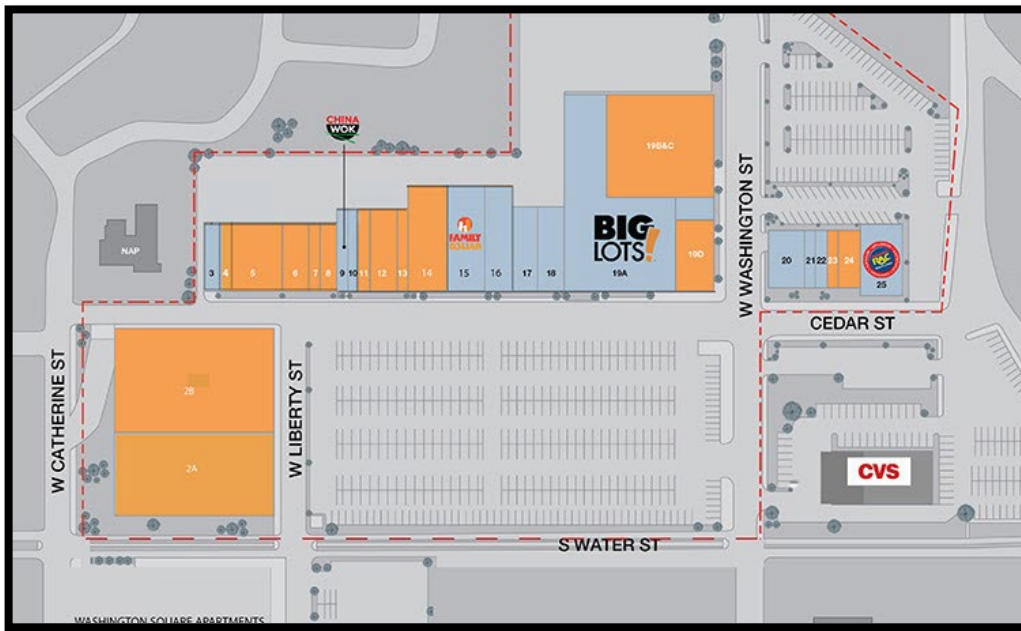 CHINA
WOK
19B&C
W WASHINGTON ST
NAP
FAMILY
DOLLAR
BIG
LOTS!
3 4 5 6 7 8 9 10 11 12 13 14 15 16 17 18 19A 19D
20 21 22 23 24 25
RAC
CEDAR ST
W CATHERINE ST
2B
W LIBERTY ST
2A
CVS
S WATER ST
WASHINGTON SQUARE APARTMENTS